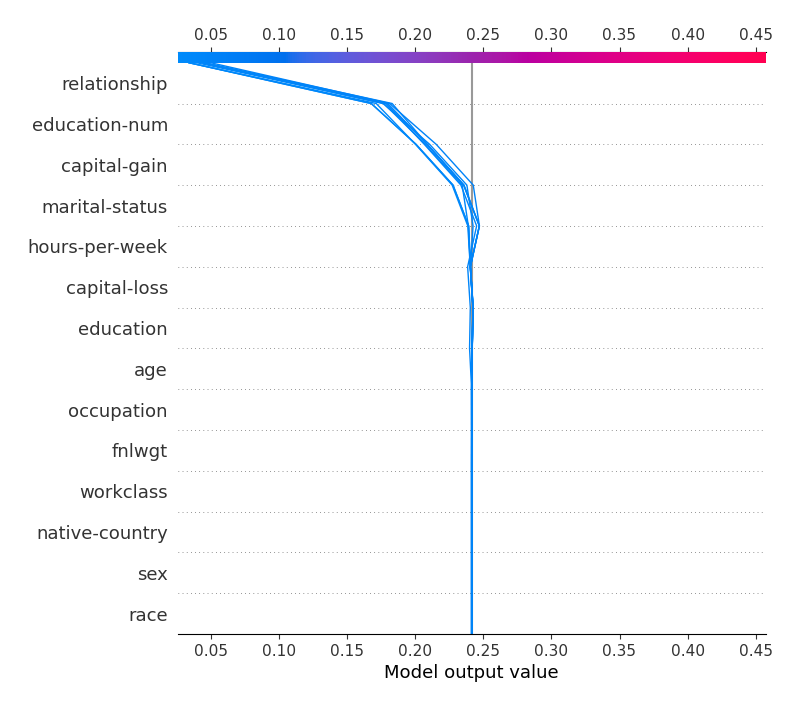 0.05 0.10 0.15 0.20 0.25 0.30 0.35 0.40 0.45
relationship
education-num
capital-gain
marital-status
hours-per-week
capital-loss
education
age
occupation
fnlwgt
workclass
native-country
sex
race
0.05 0.10 0.15 0.20 0.25 0.30 0.35 0.40 0.45
Model output value